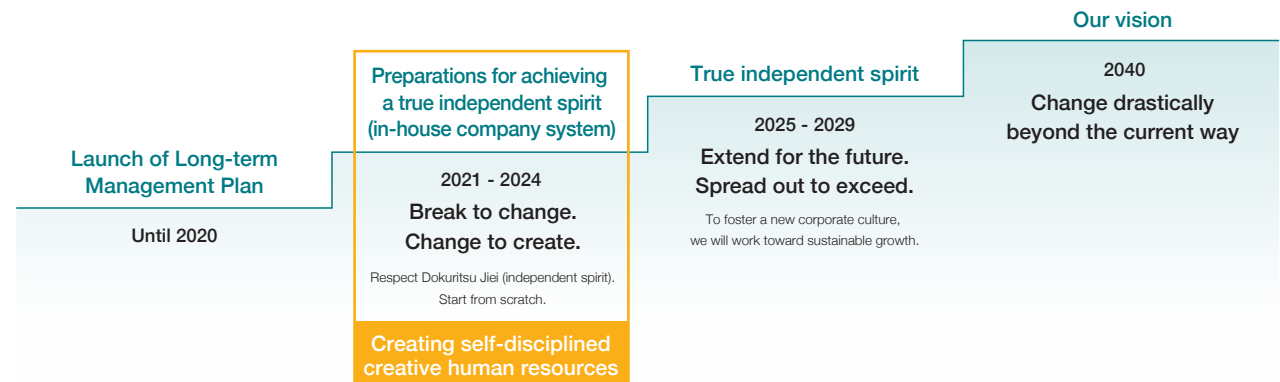 Launch of Long-term
Management Plan
Until 2020
Preparations for achieving
a true independent spirit
(in-house company system)
2021 - 2024
Break to change.
Change to create.
Respect Dokuritsu Jiei (independent spirit).
Start from scratch.
Creating self-disciplined
creative human resources
True independent spirit
2025 - 2029
Extend for the future.
Spread out to exceed.
To foster a new corporate culture,
we will work toward sustainable growth.
Our vision
2040
Change drastically
beyond the current way